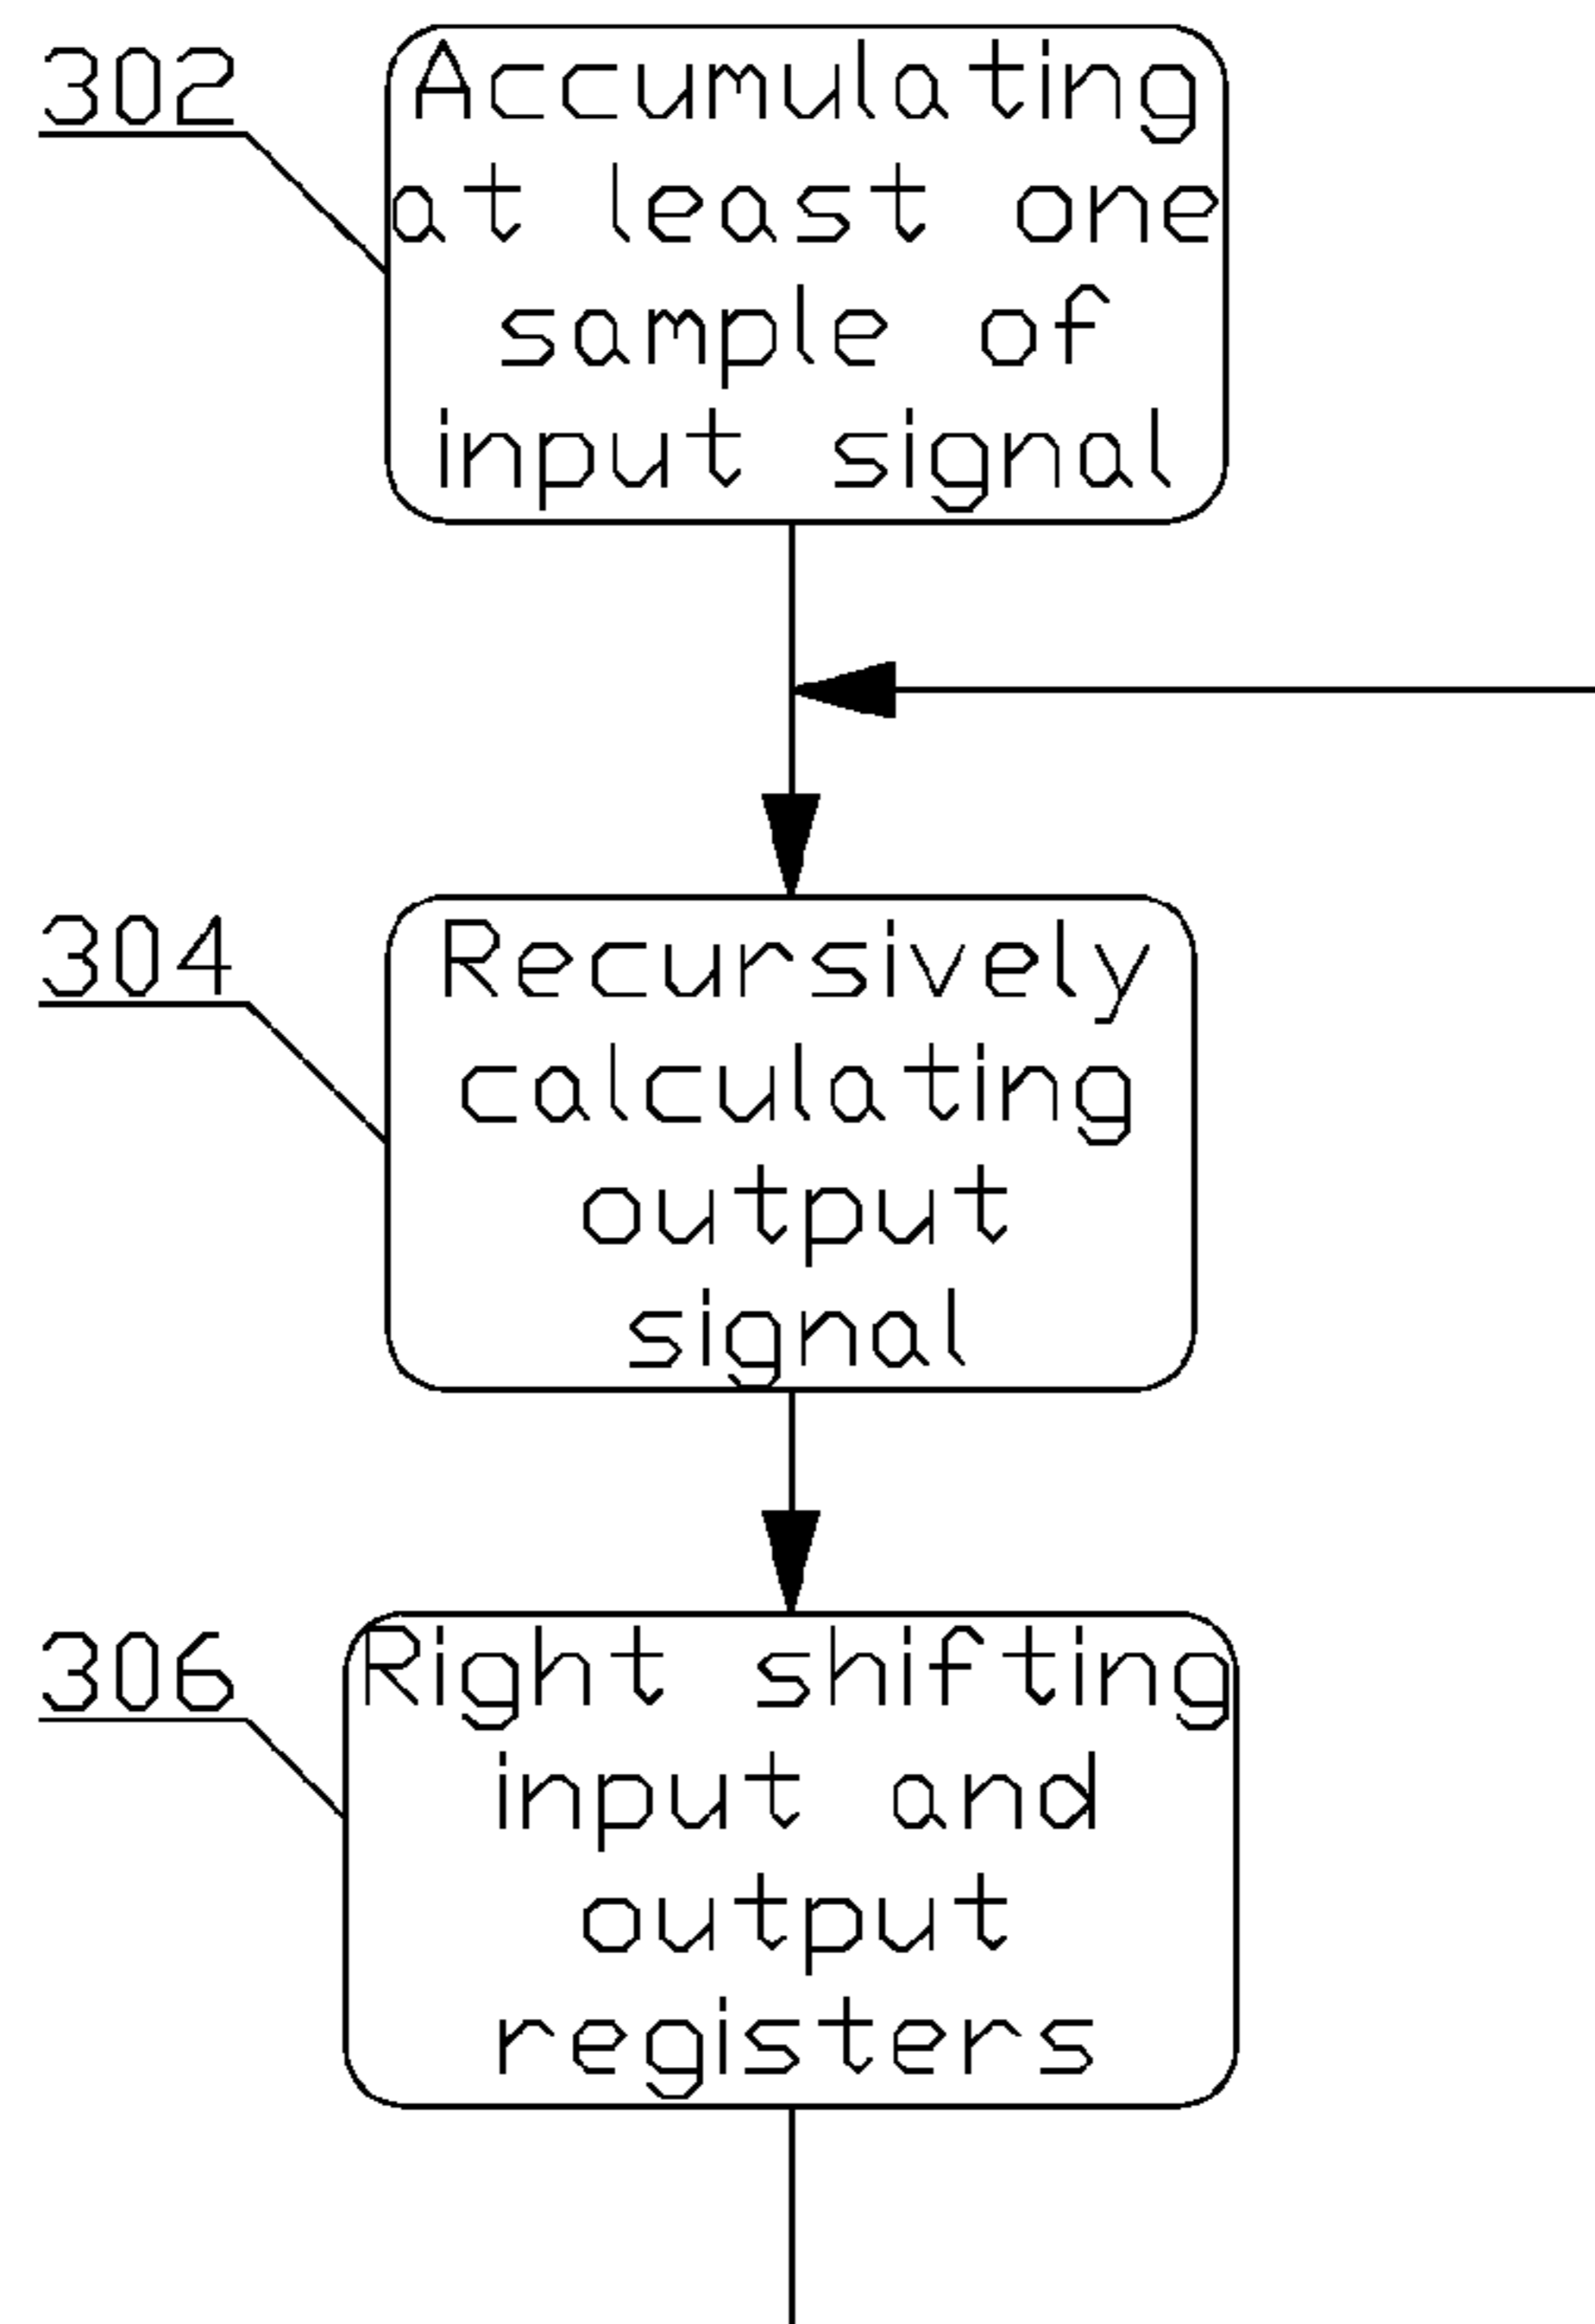 302
Accumulating
at least one
sample of
input signal
304
Recursively
calculating
output
signal
306
Right shifting
input and
output
registers